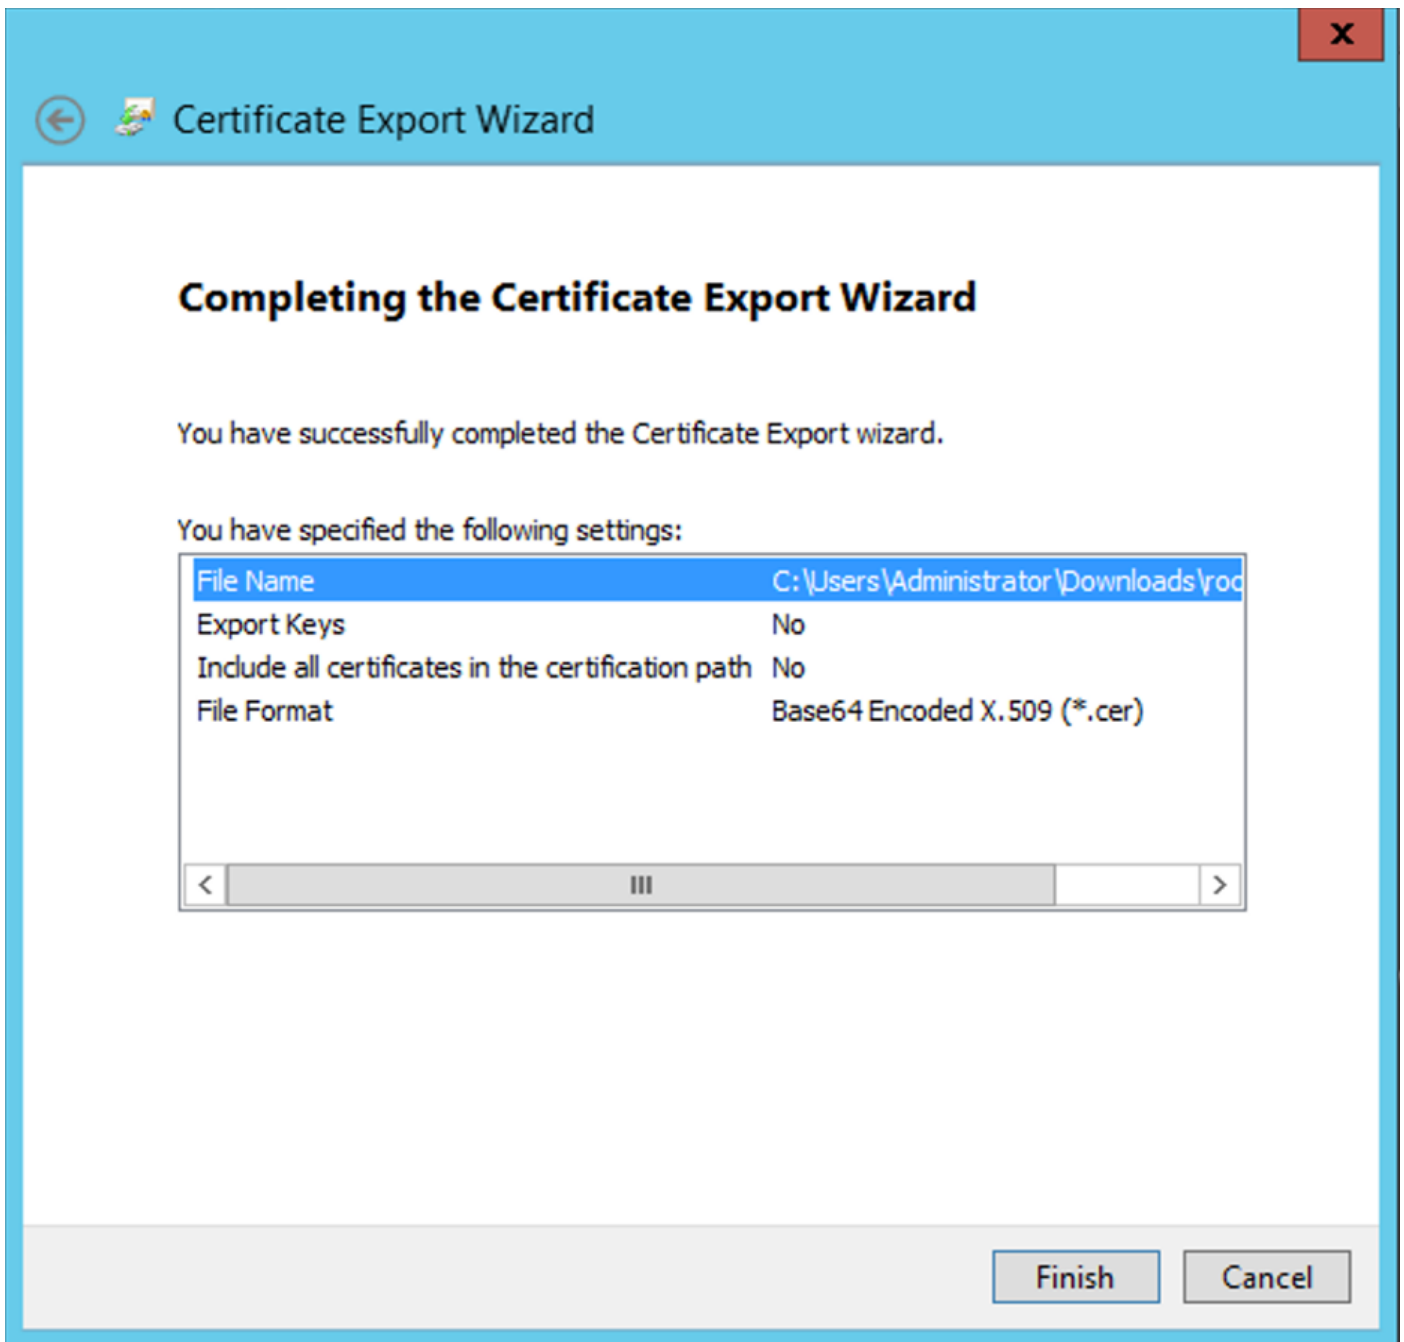 x
Certificate Export Wizard
Completing the Certificate Export Wizard
You have successfully completed the Certificate Export wizard.
You have specified the following settings:
File Name C:\Users\Administrator\Downloads\roo
Export Keys No
Include all certificates in the certification path No
File Format Base64 Encoded X.509 (*.cer)
Finish Cancel